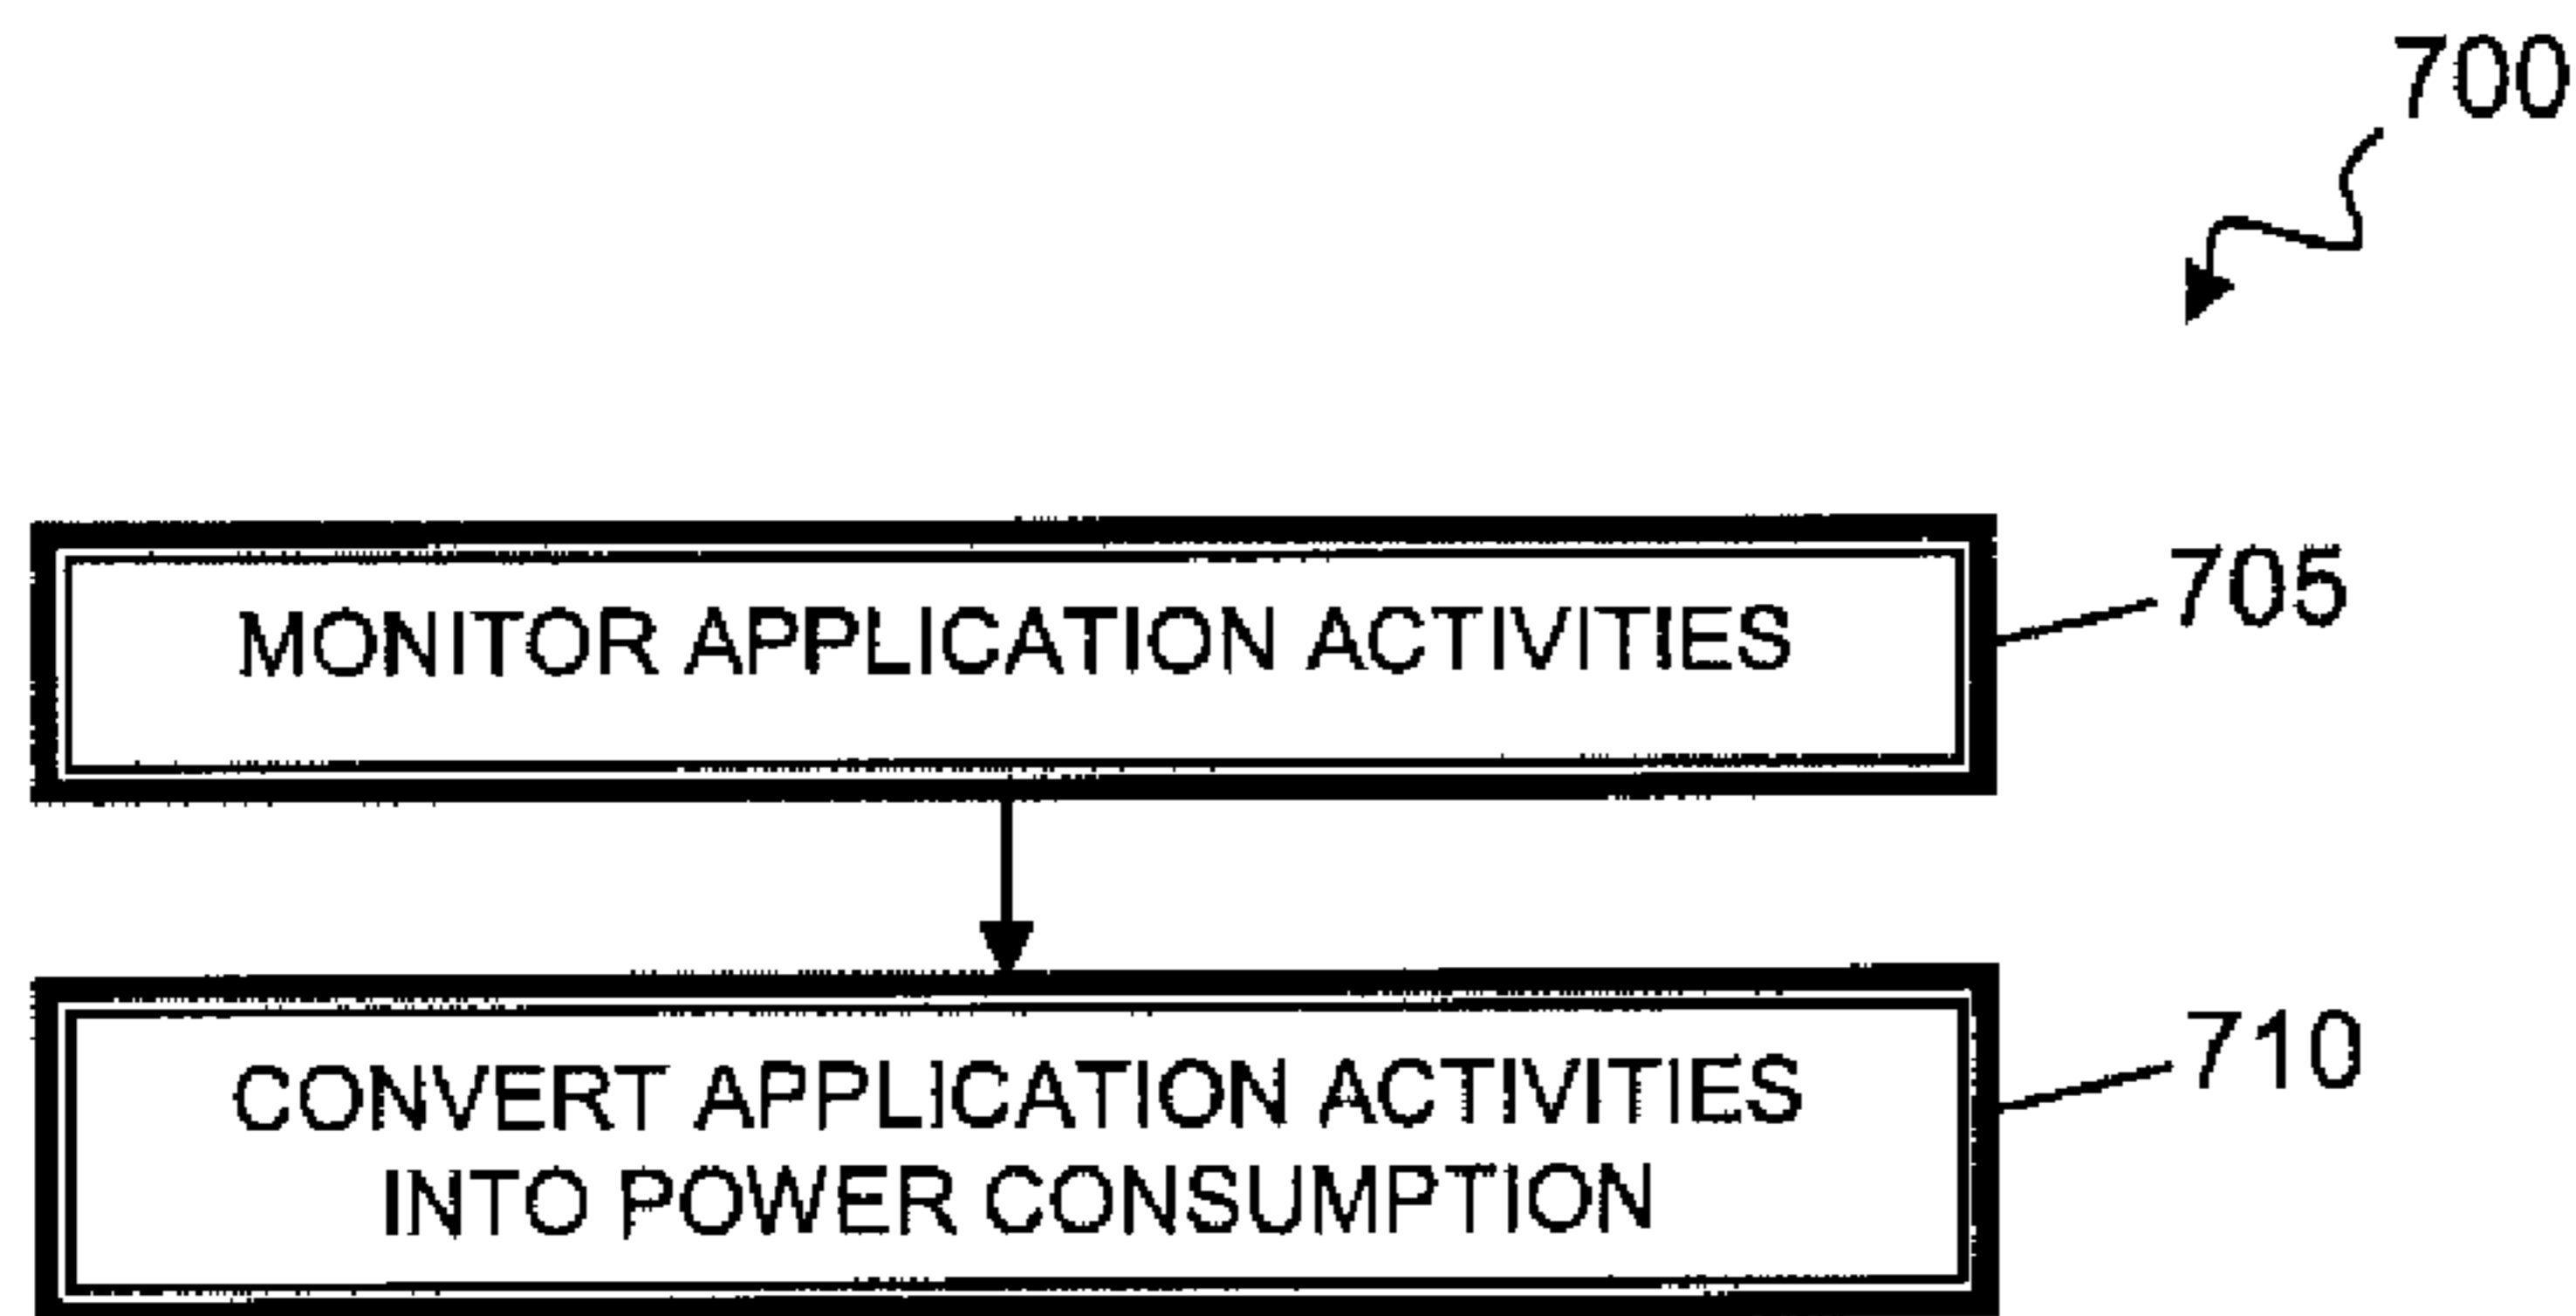 700
MONITOR APPLICATION ACTIVITIES
705
CONVERT APPLICATION ACTIVITIES
INTO POWER CONSUMPTION
710